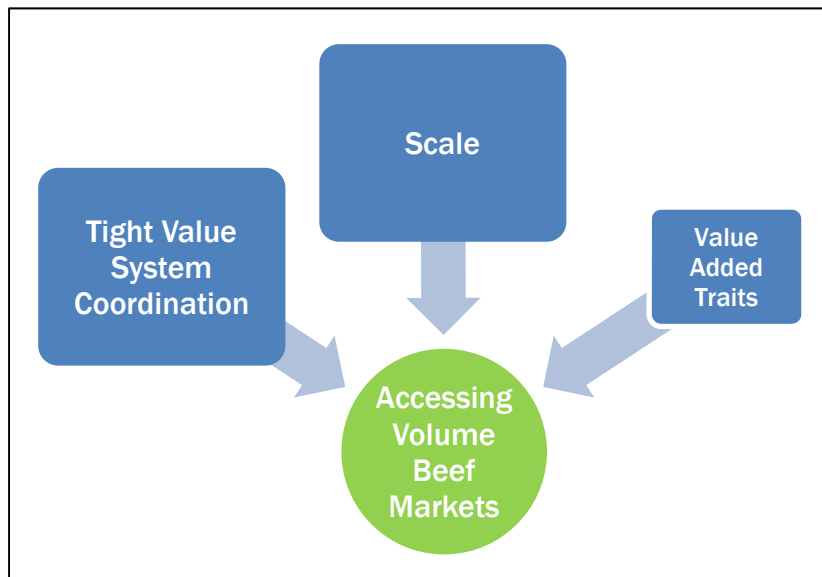 Scale
Tight Value
System
Coordination
Value
Added
Traits
Accessing
Volume
Beef
Markets